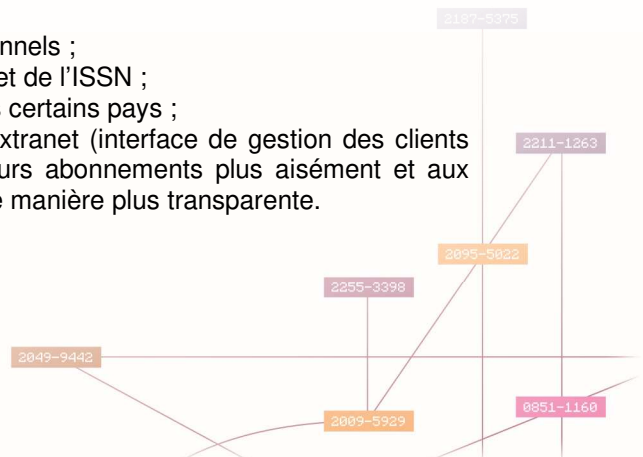 2187-5375
nnels ;
et de l’ISSN ;
s certains pays ;
xtranet (interface de gestion des clients
urs abonnements plus aisément et aux
e manière plus transparente.
2211-1263
2095-5022
2255-3398
2049-9442
0851-1160
2009-5929